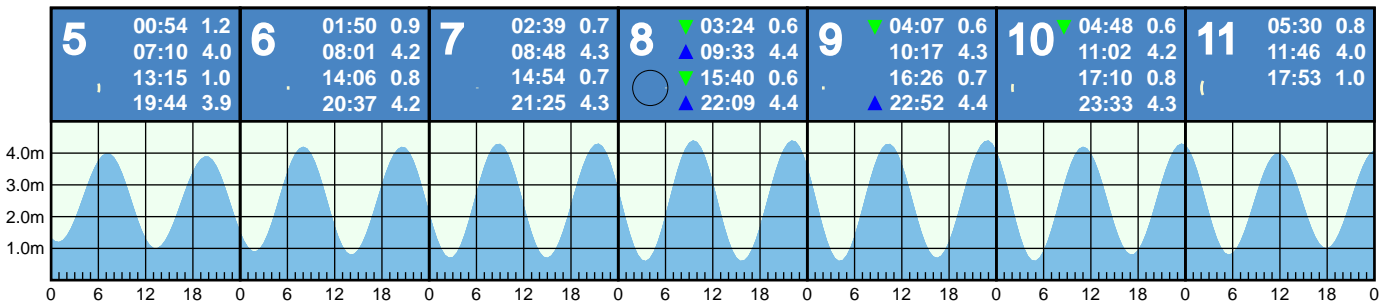 5
00:54 1.2
07:10 4.0
13:15 1.0
19:44 3.9
6
01:50 0.9
08:01 4.2
14:06 0.8
20:37 4.2
7
02:39 0.7
08:48 4.3
14:54 0.7
21:25 4.3
8
▼ 03:24 0.6
▲ 09:33 4.4
▼ 15:40 0.6
▲ 22:09 4.4
9
▼ 04:07 0.6
10:17 4.3
16:26 0.7
▲ 22:52 4.4
10
▼ 04:48 0.6
11:02 4.2
17:10 0.8
23:33 4.3
11
05:30 0.8
11:46 4.0
17:53 1.0
4.0m
3.0m
2.0m
1.0m
0 6 12 18 0 6 12 18 0 6 12 18 0 6 12 18 0 6 12 18 0 6 12 18 0 6 12 18 0